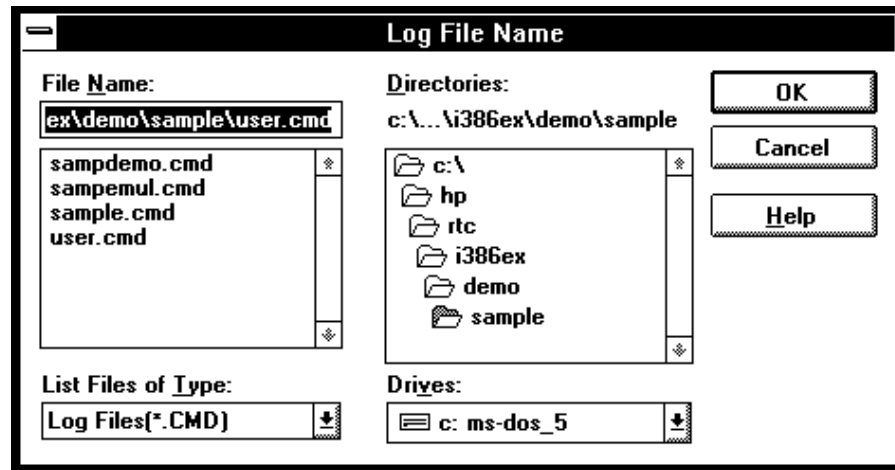 Log File Name
File Name:
ex\demo\sample\user.cmd
sampdemo.cmd
sampemul.cmd
sample.cmd
user.cmd
List Files of Type:
Log Files(*.CMD)
Directories:
c:\...\i386ex\demo\sample
c:\
hp
rtc
i386ex
demo
sample
Drives:
c: ms-dos_5
OK
Cancel
Help